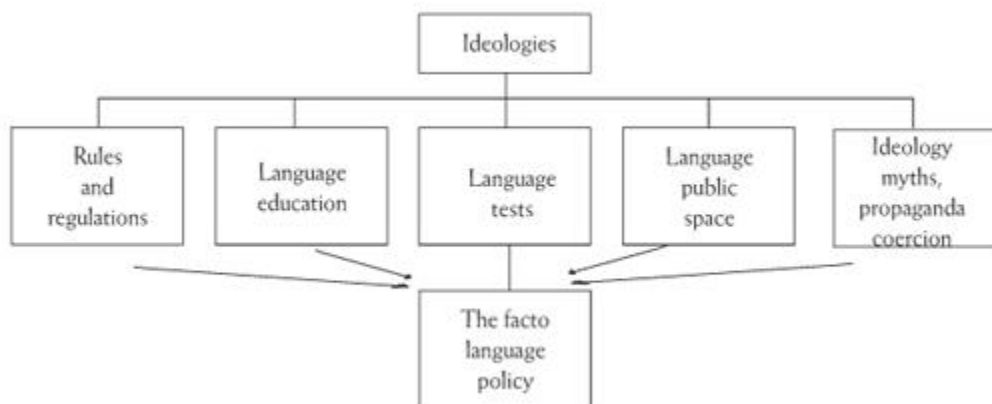 Ideologies
Rules
and
regulations
Language
education
Language
tests
Language
public
space
Ideology
myths,
propaganda
coercion
The facto
language
policy